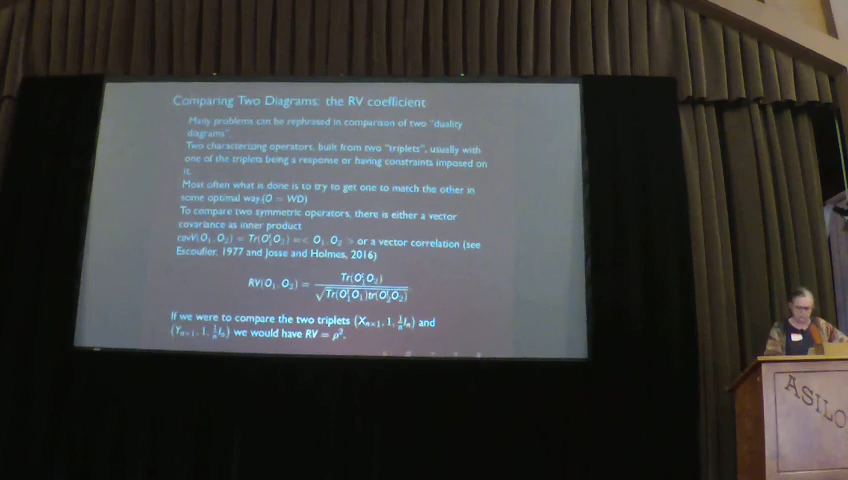 Comparing Two Diagrams: the RV coefficient
Many problems can be rephrased in comparison of two "duality
diagrams".
Two characterizing operators, built from two "triplets", usually with
one of the triplets being a response or having constraints imposed on
it.
Most often what is done is to try to get one to match the other in
some optimal way.(O = WD)
To compare two symmetric operators, there is either a vector
covariance as inner product
covV(O₁, O₂) = Tr(O₁ᵗO₂) =< O₁, O₂ > or a vector correlation (see
Escoufier, 1977 and Josse and Holmes, 2016)
RV(O₁, O₂) = Tr(O₁ᵗO₂) / √Tr(O₁ᵗO₁)tr(O₂ᵗO₂)
If we were to compare the two triplets (Xₙₓ₁, 1, 1/n Iₙ) and
(Yₙₓ₁, 1, 1/n Iₙ) we would have RV = ρ².
ASILO